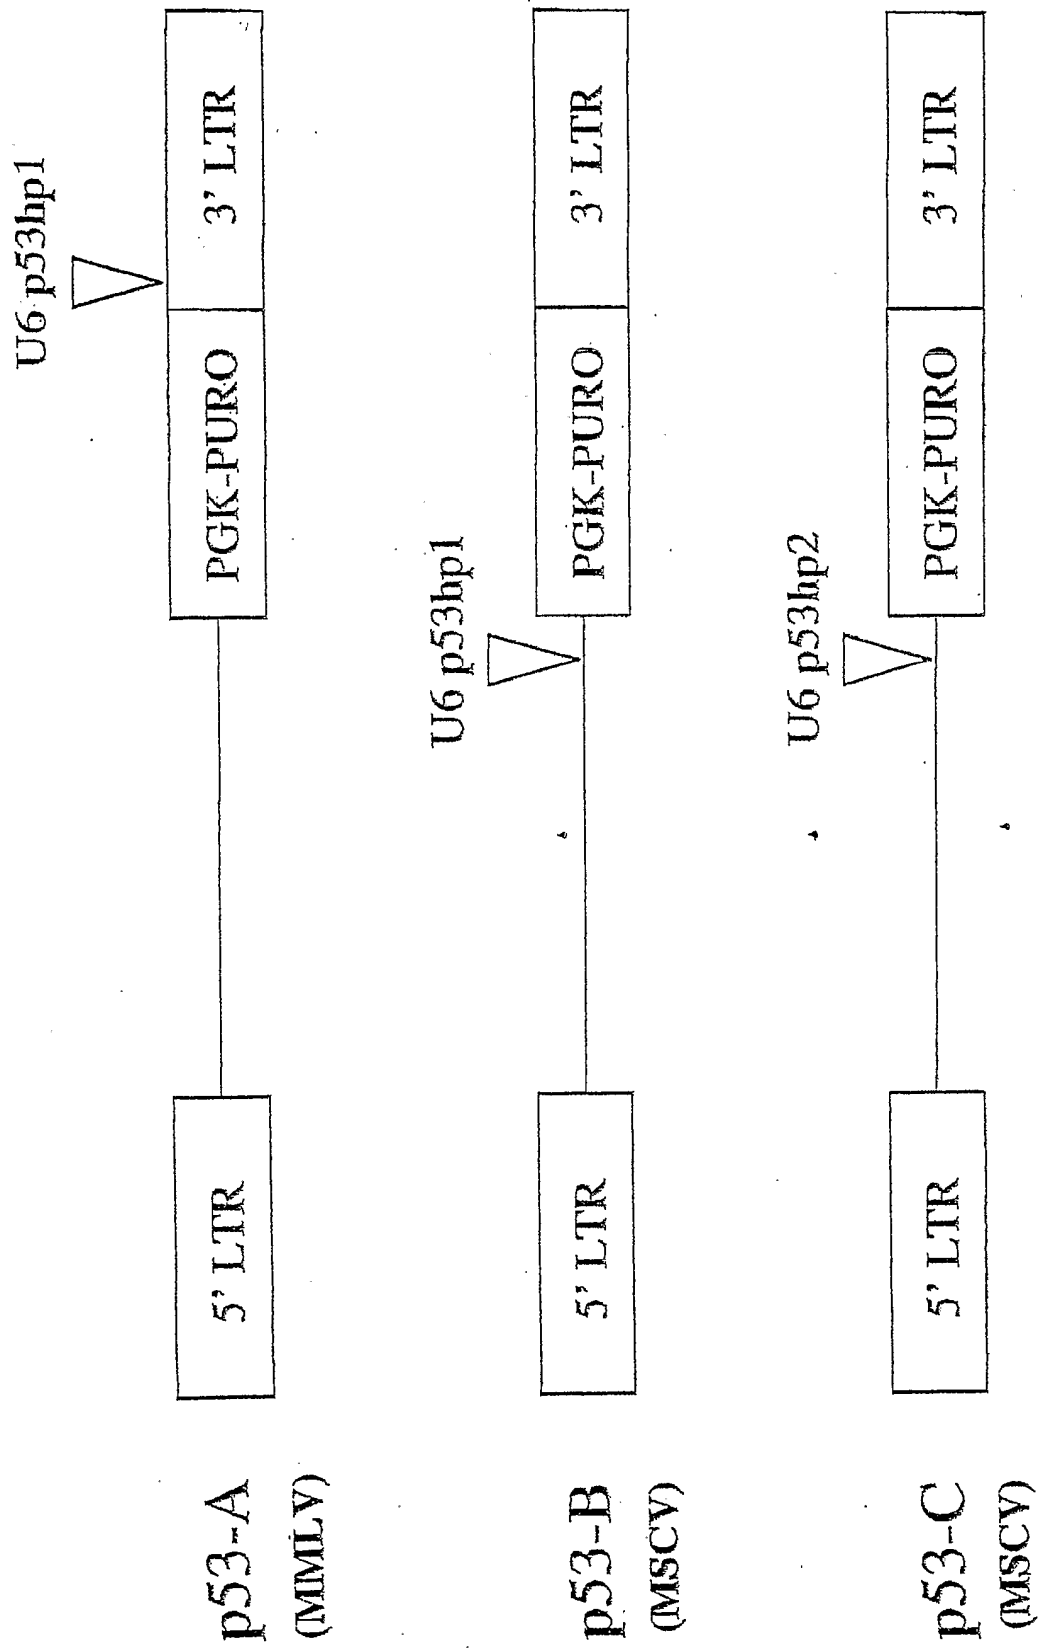 U6 p53hp1
p53-A
(MMLV)
5' LTR
PGK-PURO
3' LTR
U6 p53hp1
p53-B
(MSCV)
5' LTR
PGK-PURO
3' LTR
U6 p53hp2
p53-C
(MSCV)
5' LTR
PGK-PURO
3' LTR